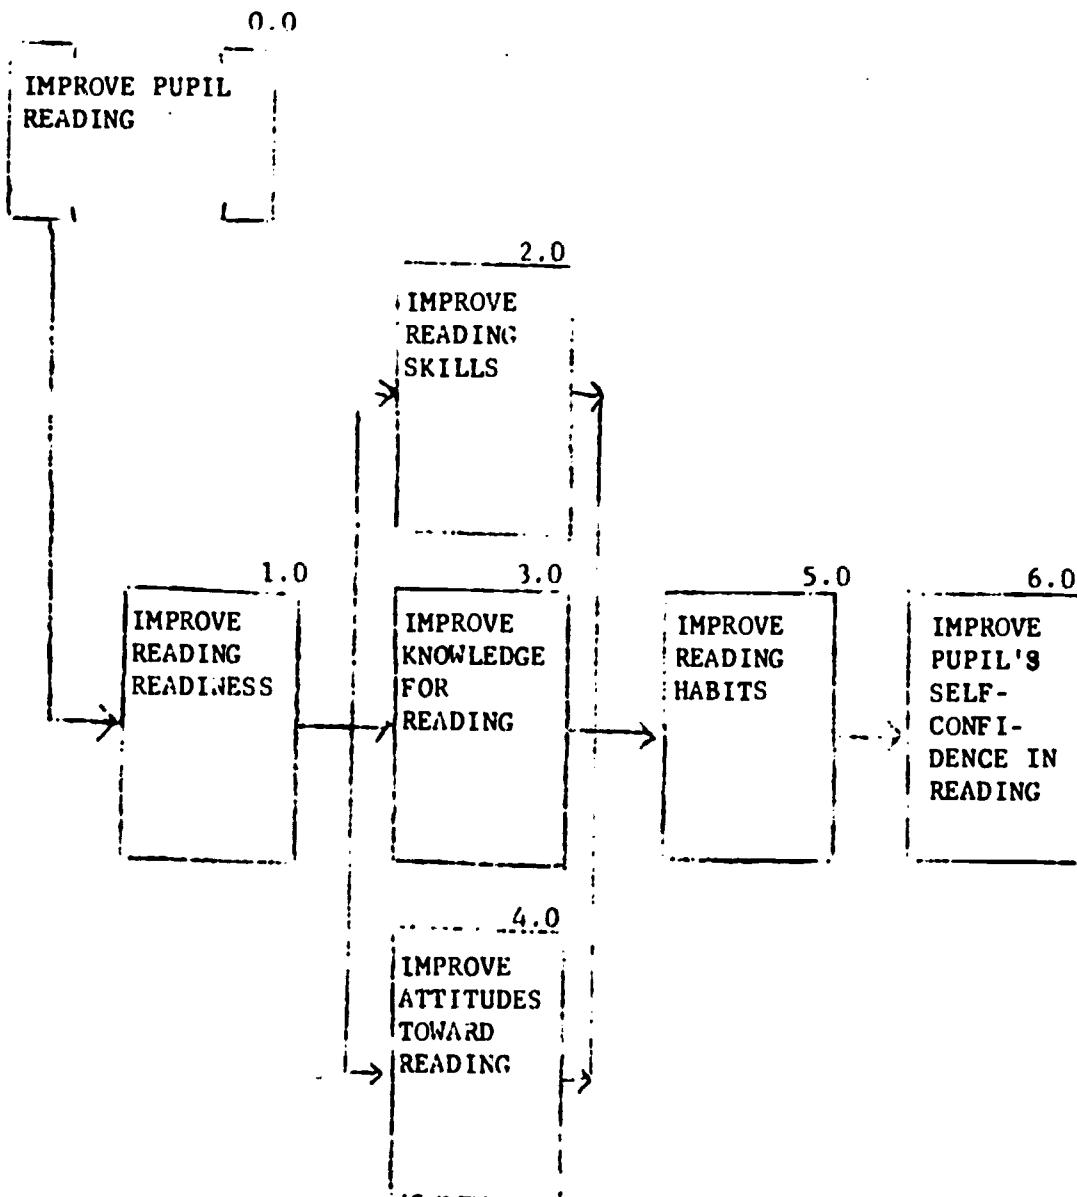 0.0
IMPROVE PUPIL
READING
2.0
IMPROVE
READING
SKILLS
1.0
IMPROVE
READING
READINESS
3.0
IMPROVE
KNOWLEDGE
FOR
READING
5.0
IMPROVE
READING
HABITS
6.0
IMPROVE
PUPIL'S
SELF-
CONFI-
DENCE IN
READING
4.0
IMPROVE
ATTITUDES
TOWARD
READING